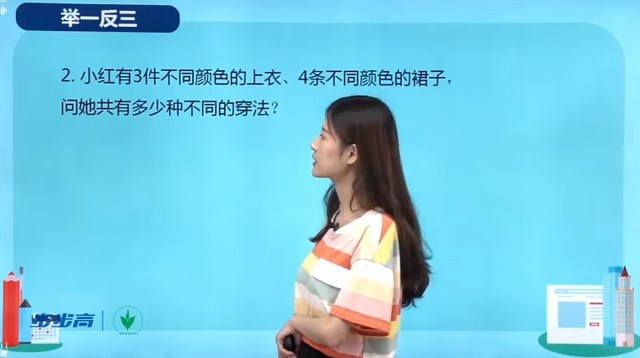 举一反三
2. 小红有3件不同颜色的上衣、4条不同颜色的裙子，
问她共有多少种不同的穿法？
步步高